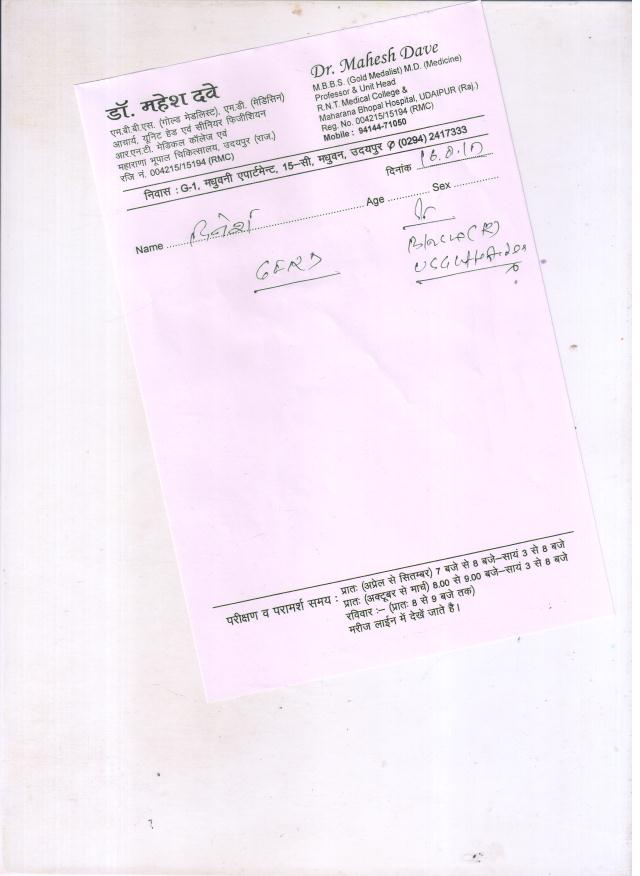 डॉ. महेश दवे
एम.बी.बी.एस. (गोल्ड मेडलिस्ट), एम.डी. (मेडिसिन)
आचार्य, यूनिट हेड एवं सीनियर फिजीशियन
आर.एन.टी. मेडिकल कॉलेज एवं
महाराणा भूपाल चिकित्सालय, उदयपुर (राज.)
रजि नं. 004215/15194 (RMC)
Dr. Mahesh Dave
M.B.B.S. (Gold Medalist) M.D. (Medicine)
Professor & Unit Head
R.N.T. Medical College &
Maharana Bhopal Hospital, UDAIPUR (Raj.)
Reg. No. 004215/15194 (RMC)
Mobile : 94144-71050
निवास : G-1, मधुवनी एपार्टमेन्ट, 15-सी, मधुवन, उदयपुर ✆ (0294) 2417333
दिनांक
Name Age Sex
GERD
परीक्षण व परामर्श समय : प्रातः (अप्रेल से सितम्बर) 7 बजे से 8 बजे-सायं 3 से 8 बजे
प्रातः (अक्टूबर से मार्च) 8.00 से 9.00 बजे-सायं 3 से 8 बजे
रविवार :- (प्रातः 8 से 9 बजे तक)
मरीज लाईन में देखें जाते है।